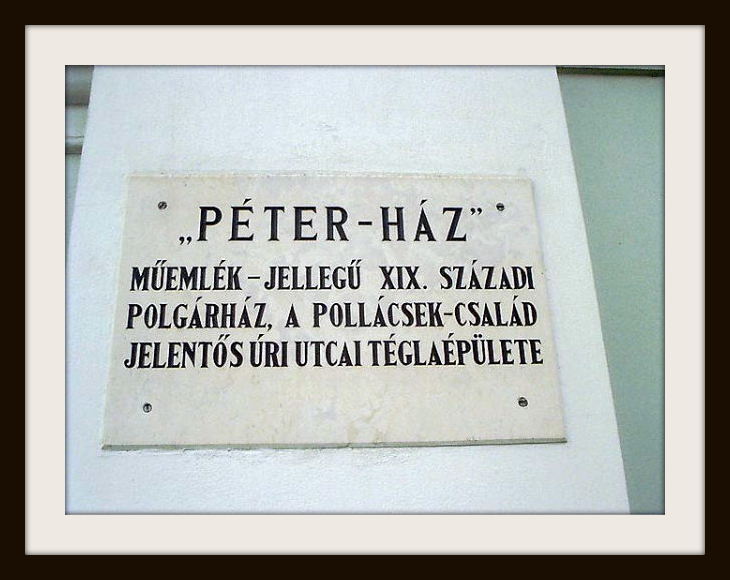 „PÉTER-HÁZ”
MŰEMLÉK-JELLEGŰ XIX. SZÁZADI
POLGÁRHÁZ, A POLLÁCSEK-CSALÁD
JELENTŐS ÚRI UTCAI TÉGLAÉPÜLETE